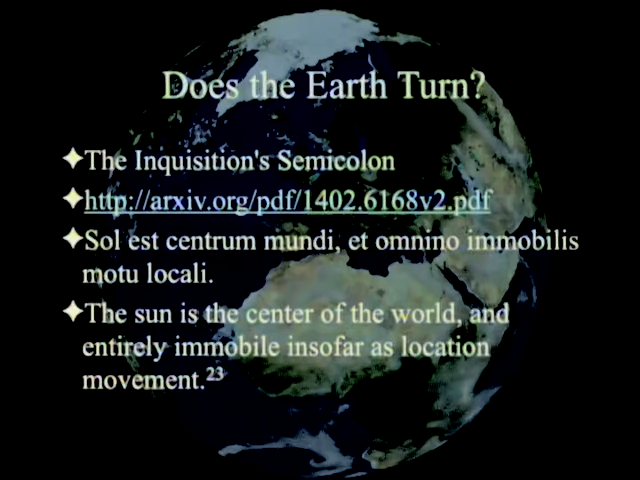 Does the Earth Turn?
✦The Inquisition's Semicolon
✦http://arxiv.org/pdf/1402.6168v2.pdf
✦Sol est centrum mundi, et omnino immobilis
motu locali.
✦The sun is the center of the world, and
entirely immobile insofar as location
movement.23